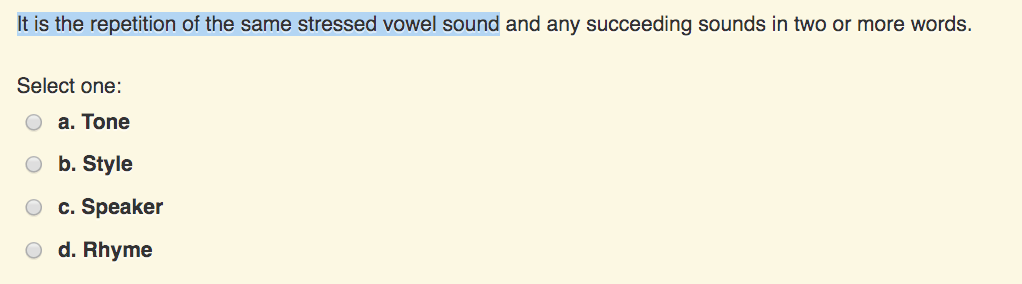 It is the repetition of the same stressed vowel sound and any succeeding sounds in two or more words.
Select one:
a. Tone
b. Style
c. Speaker
d. Rhyme